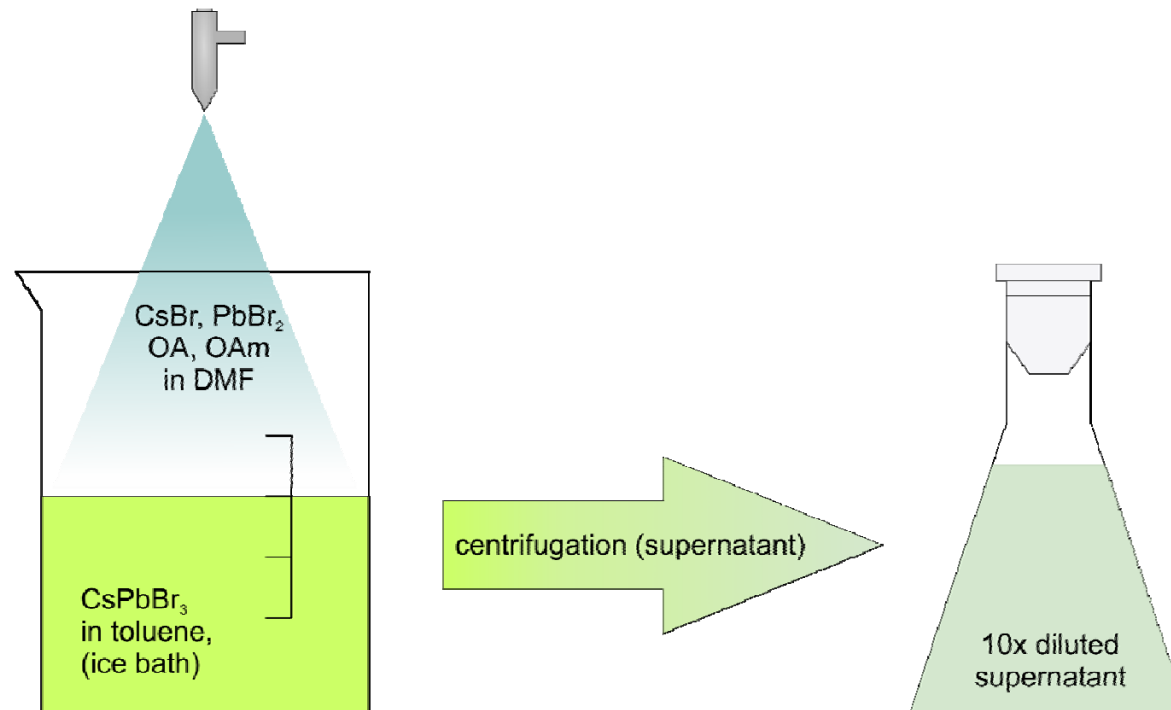 CsBr, PbBr₂
OA, OAm
in DMF
CsPbBr₃
in toluene,
(ice bath)
centrifugation (supernatant)
10x diluted
supernatant